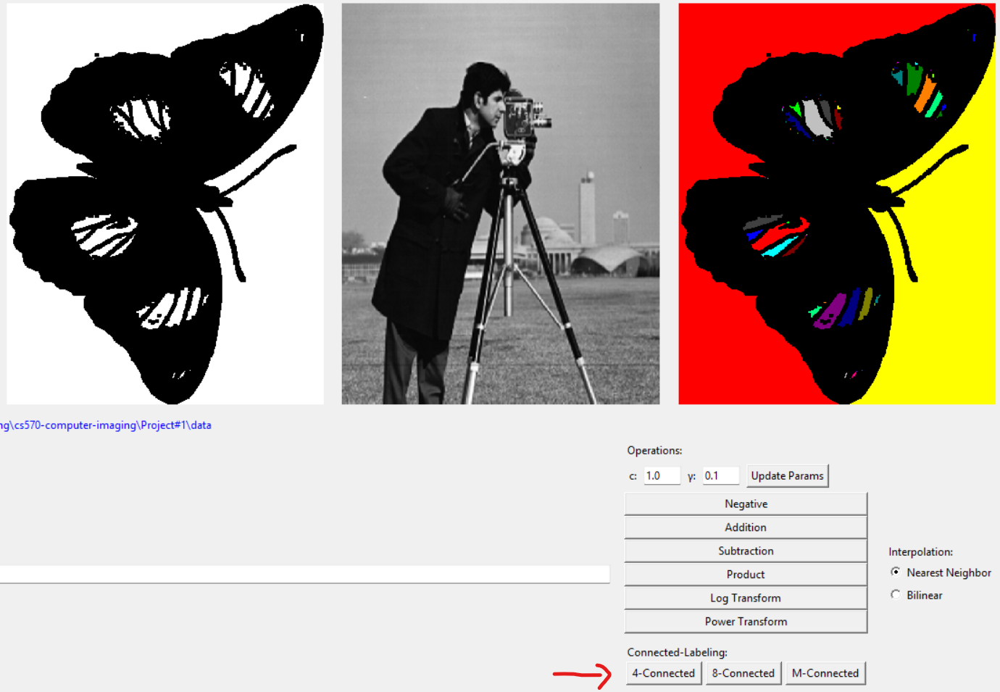 ng\cs570-computer-imaging\Project#1\data
Operations:
c: 1.0 γ: 0.1 Update Params
Negative
Addition
Subtraction
Product
Log Transform
Power Transform
Interpolation:
Nearest Neighbor
Bilinear
Connected-Labeling:
4-Connected 8-Connected M-Connected